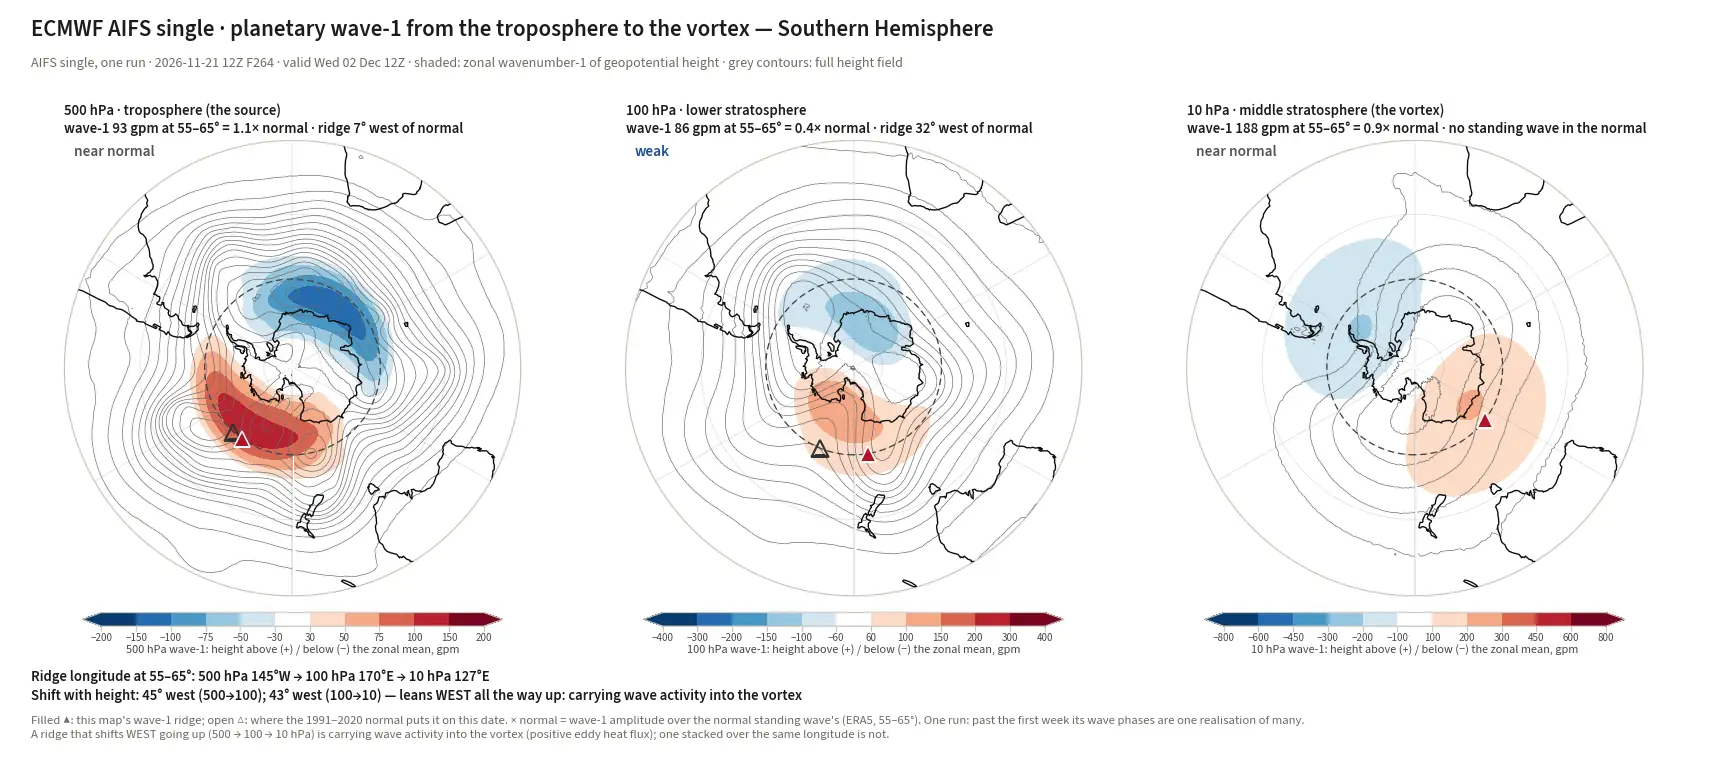 ECMWF AIFS single · planetary wave-1 from the troposphere to the vortex — Southern Hemisphere
AIFS single, one run · 2026-11-21 12Z F264 · valid Wed 02 Dec 12Z · shaded: zonal wavenumber-1 of geopotential height · grey contours: full height field
500 hPa · troposphere (the source)
wave-1 93 gpm at 55–65° = 1.1× normal · ridge 7° west of normal
near normal
100 hPa · lower stratosphere
wave-1 86 gpm at 55–65° = 0.4× normal · ridge 32° west of normal
weak
10 hPa · middle stratosphere (the vortex)
wave-1 188 gpm at 55–65° = 0.9× normal · no standing wave in the normal
near normal
−200 −150 −100 −75 −50 −30 30 50 75 100 150 200
500 hPa wave-1: height above (+) / below (−) the zonal mean, gpm
−400 −300 −200 −150 −100 −60 60 100 150 200 300 400
100 hPa wave-1: height above (+) / below (−) the zonal mean, gpm
−800 −600 −450 −300 −200 −100 100 200 300 450 600 800
10 hPa wave-1: height above (+) / below (−) the zonal mean, gpm
Ridge longitude at 55–65°: 500 hPa 145°W → 100 hPa 170°E → 10 hPa 127°E
Shift with height: 45° west (500→100); 43° west (100→10) — leans WEST all the way up: carrying wave activity into the vortex
Filled ▲: this map's wave-1 ridge; open △: where the 1991–2020 normal puts it on this date. × normal = wave-1 amplitude over the normal standing wave's (ERA5, 55–65°). One run: past the first week its wave phases are one realisation of many.
A ridge that shifts WEST going up (500 → 100 → 10 hPa) is carrying wave activity into the vortex (positive eddy heat flux); one stacked over the same longitude is not.